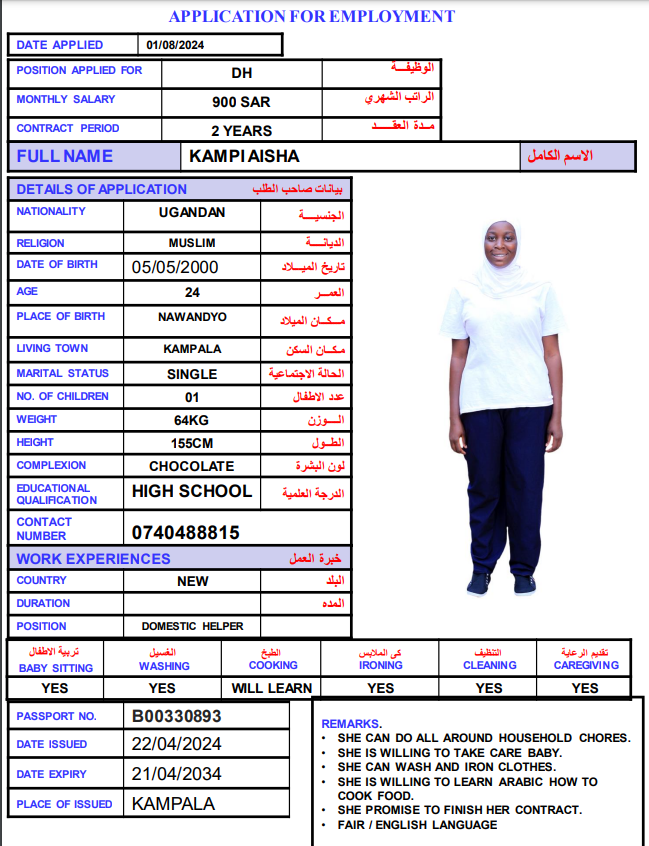 APPLICATION FOR EMPLOYMENT
DATE APPLIED 01/08/2024
POSITION APPLIED FOR DH الوظيفـــة
MONTHLY SALARY 900 SAR الراتب الشهري
CONTRACT PERIOD 2 YEARS مـدة العقـــد
FULL NAME KAMPI AISHA الاسم الكامل
DETAILS OF APPLICATION بيانات صاحب الطلب
NATIONALITY UGANDAN الجنسيـــة
RELIGION MUSLIM الديانـــة
DATE OF BIRTH 05/05/2000 تاريخ الميـــلاد
AGE 24 العمــر
PLACE OF BIRTH NAWANDYO مـكـان الميلاد
LIVING TOWN KAMPALA مكـان السكن
MARITAL STATUS SINGLE الحالة الاجتماعية
NO. OF CHILDREN 01 عدد الاطفال
WEIGHT 64KG الـــوزن
HEIGHT 155CM الطــول
COMPLEXION CHOCOLATE لون البشرة
EDUCATIONAL QUALIFICATION HIGH SCHOOL الدرجة العلمية
CONTACT NUMBER 0740488815
WORK EXPERIENCES خبرة العمل
COUNTRY NEW البلد
DURATION المده
POSITION DOMESTIC HELPER
تربية الاطفال الغسيل الطبخ كي الملابس التنظيف تقديم الرعاية
BABY SITTING WASHING COOKING IRONING CLEANING CAREGIVING
YES YES WILL LEARN YES YES YES
PASSPORT NO. B00330893
DATE ISSUED 22/04/2024
DATE EXPIRY 21/04/2034
PLACE OF ISSUED KAMPALA
REMARKS.
• SHE CAN DO ALL AROUND HOUSEHOLD CHORES.
• SHE IS WILLING TO TAKE CARE BABY.
• SHE CAN WASH AND IRON CLOTHES.
• SHE IS WILLING TO LEARN ARABIC HOW TO
COOK FOOD.
• SHE PROMISE TO FINISH HER CONTRACT.
• FAIR / ENGLISH LANGUAGE